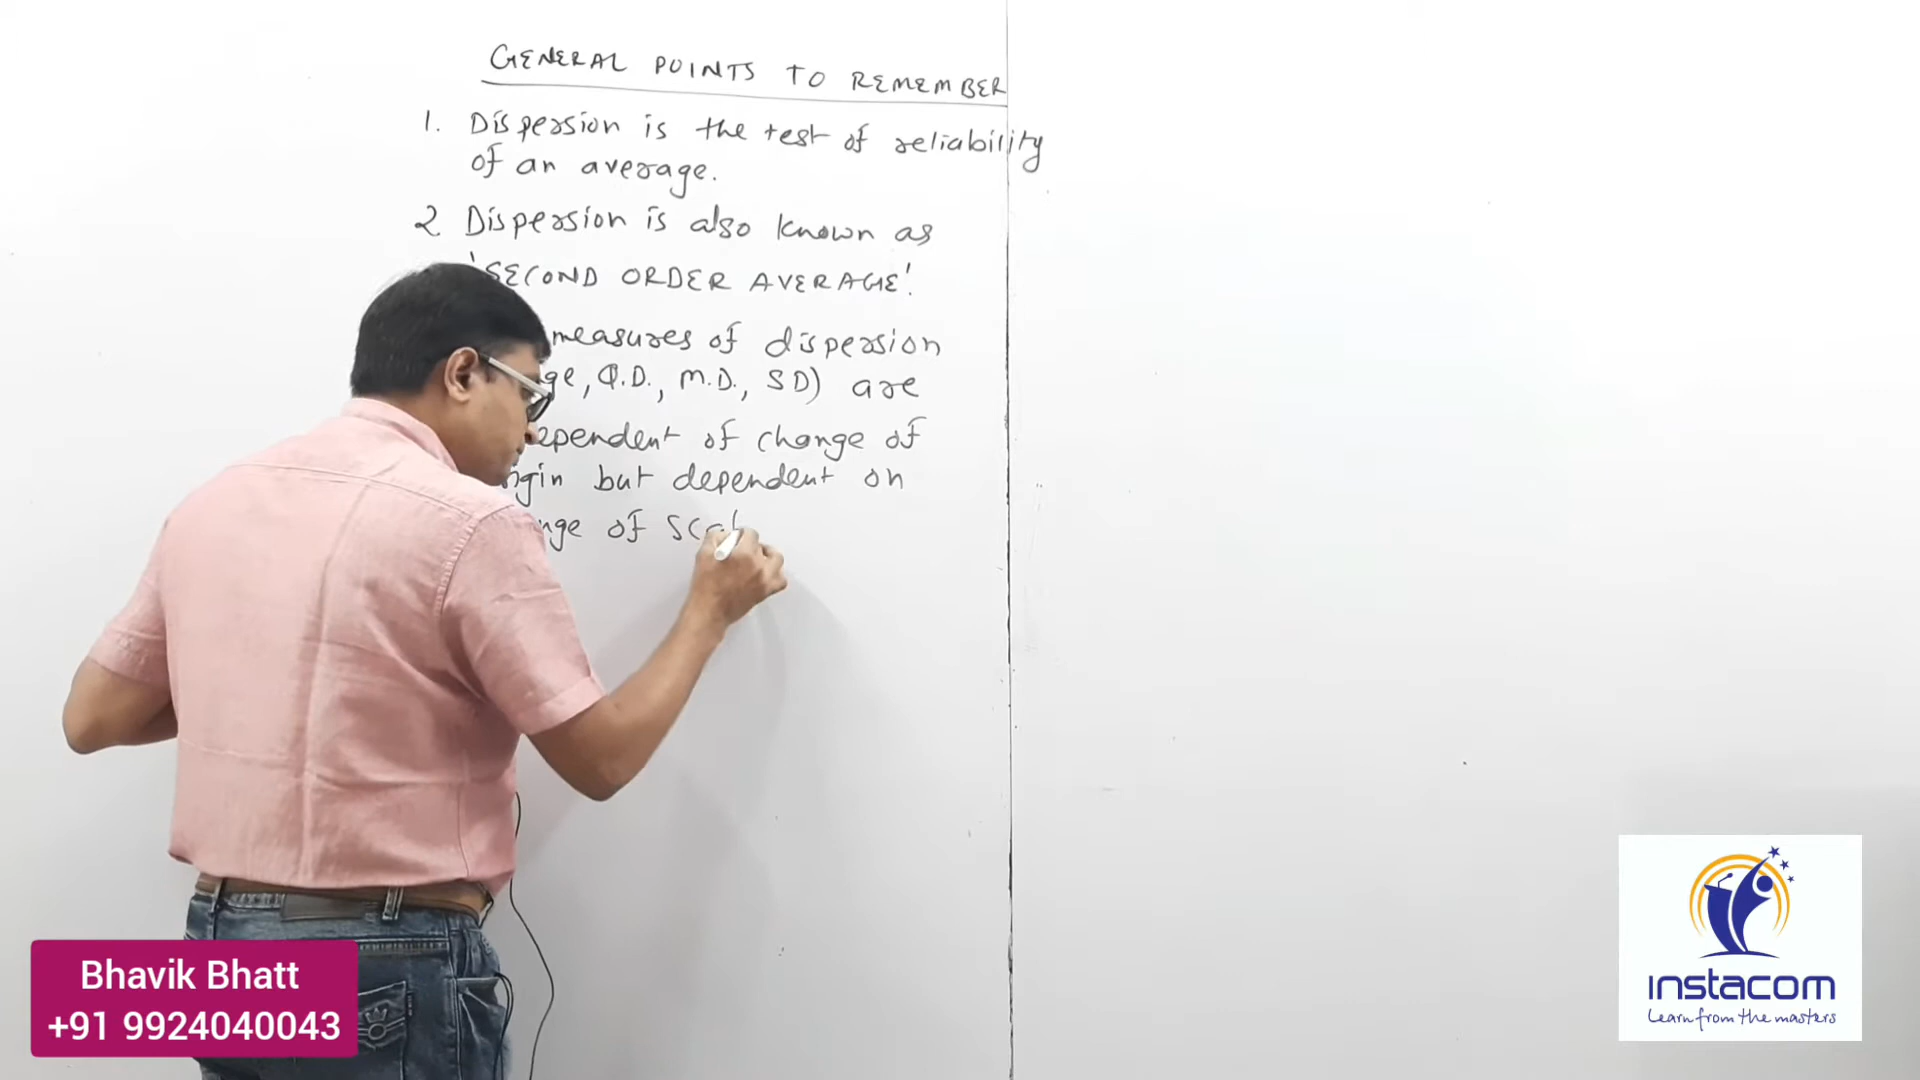 GENERAL POINTS TO REMEMBER
1. Dispersion is the test of reliability
of an average.
2 Dispersion is also known as
'SECOND ORDER AVERAGE'.
measures of dispersion
ge, Q.D., M.D., SD) are
ependent of change of
igin but dependent on
nge of Scal
Bhavik Bhatt
+91 9924040043
instacom
Learn from the masters